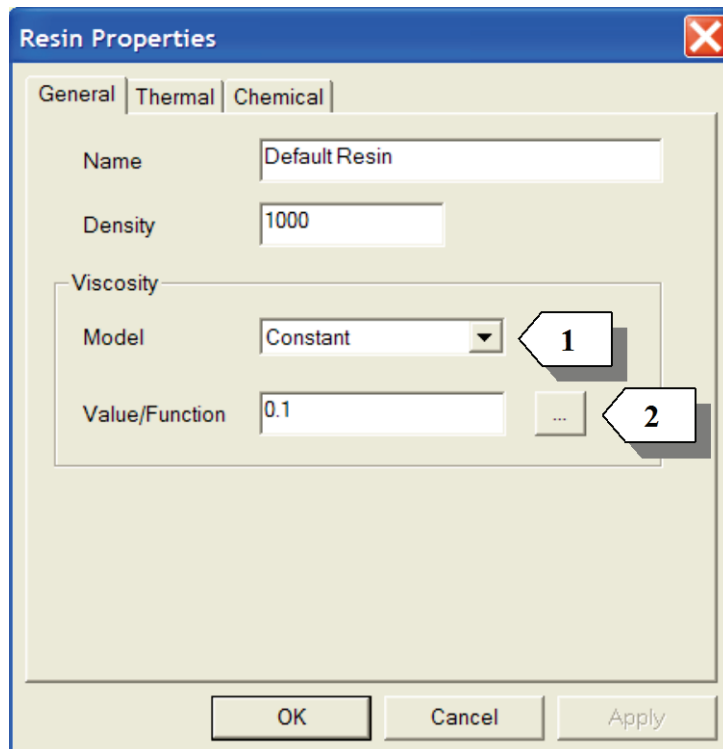 Resin Properties
General Thermal Chemical
Name Default Resin
Density 1000
Viscosity
Model Constant 1
Value/Function 0.1 ... 2
OK Cancel Apply